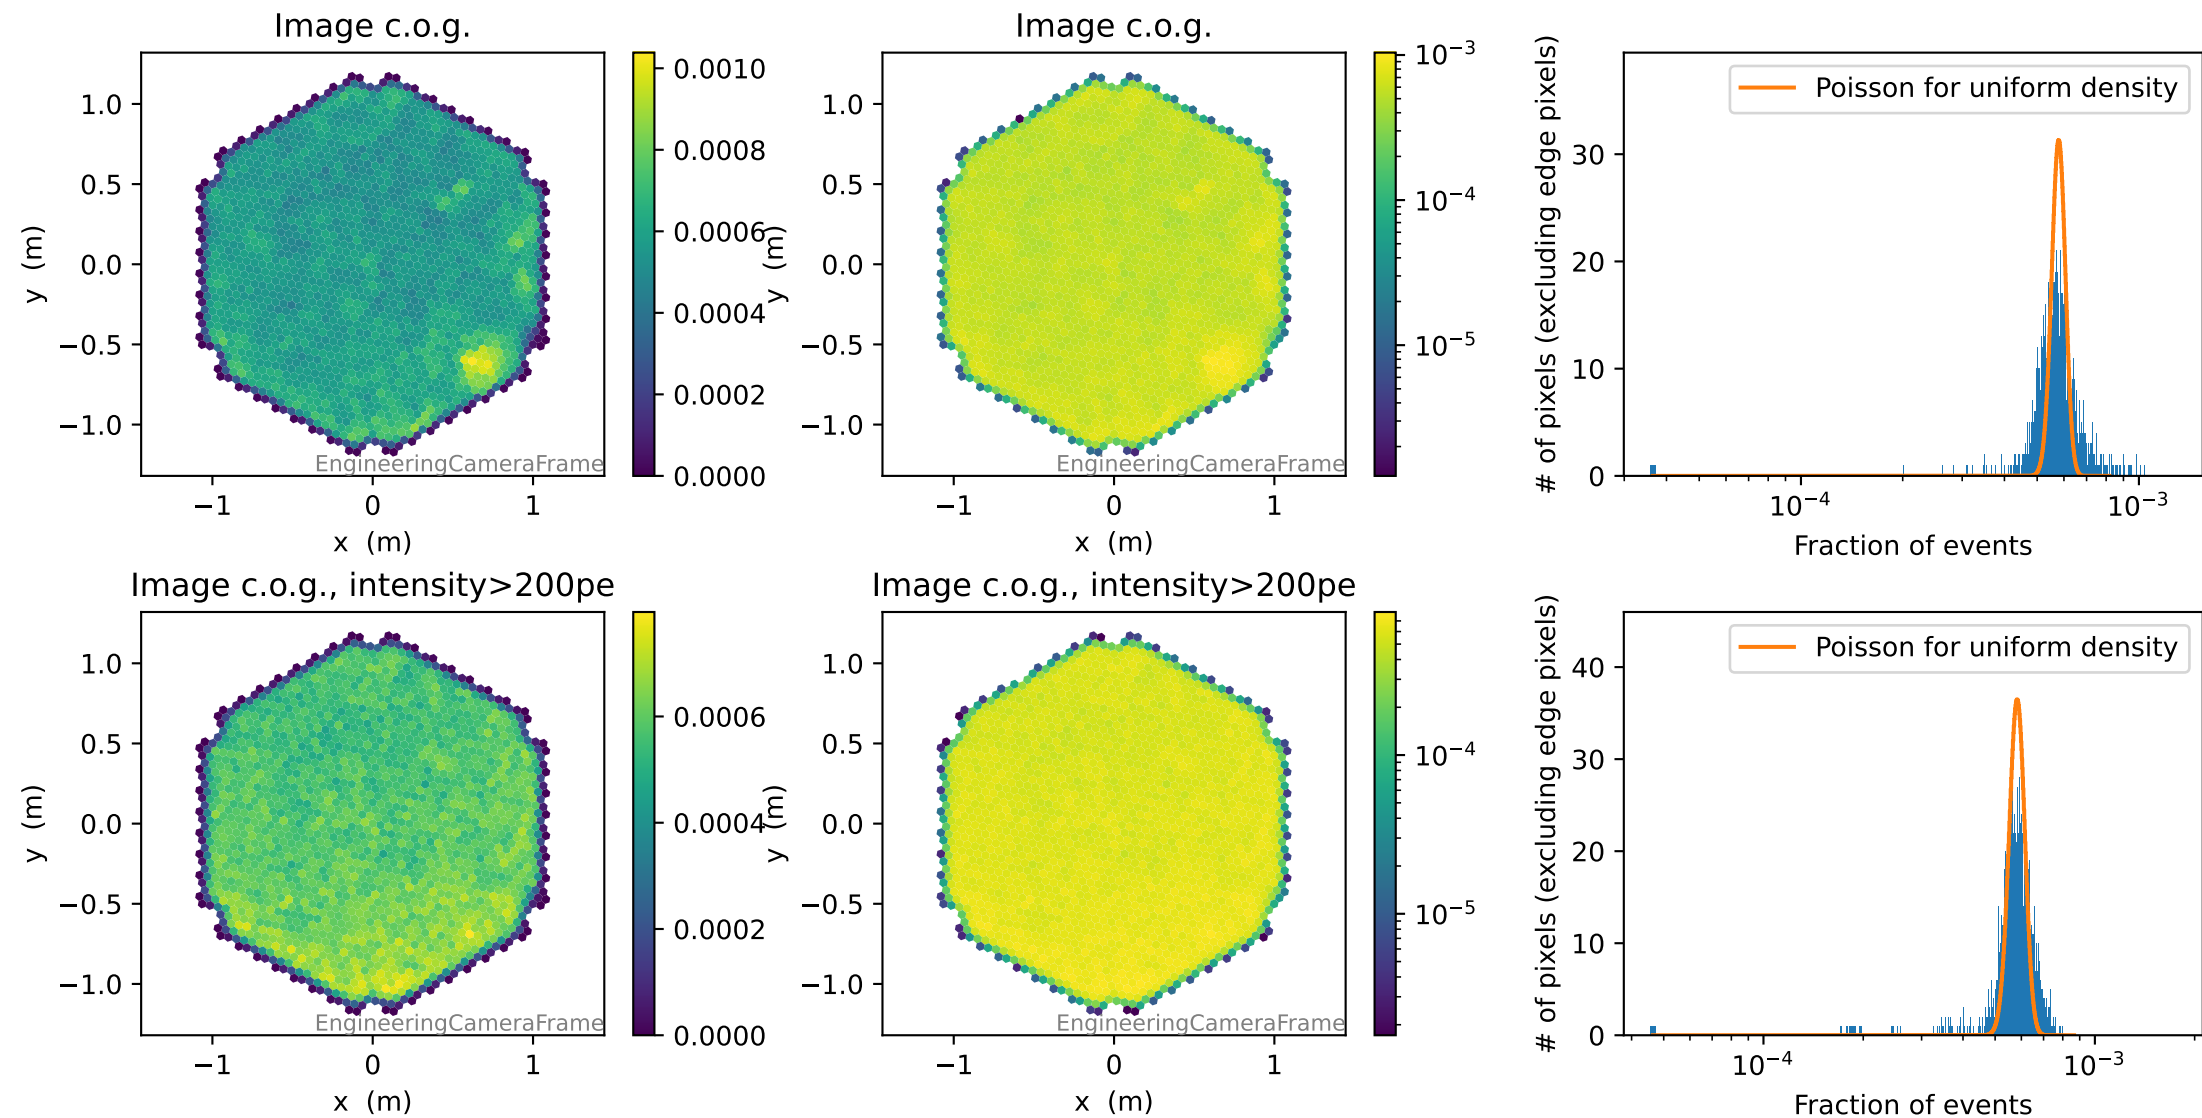 Image c.o.g.
1.0
0.5
0.0
−0.5
−1.0
−1
0
1
y (m)
x (m)
EngineeringCameraFrame
0.0010
0.0008
0.0006
0.0004
0.0002
0.0000
Image c.o.g.
1.0
0.5
0.0
−0.5
−1.0
−1
0
1
y (m)
x (m)
EngineeringCameraFrame
10⁻³
10⁻⁴
10⁻⁵
Poisson for uniform density
# of pixels (excluding edge pixels)
30
20
10
0
10⁻⁴
10⁻³
Fraction of events
Image c.o.g., intensity>200pe
1.0
0.5
0.0
−0.5
−1.0
−1
0
1
y (m)
x (m)
EngineeringCameraFrame
0.0006
0.0004
0.0002
0.0000
Image c.o.g., intensity>200pe
1.0
0.5
0.0
−0.5
−1.0
−1
0
1
y (m)
x (m)
EngineeringCameraFrame
10⁻⁴
10⁻⁵
Poisson for uniform density
# of pixels (excluding edge pixels)
40
30
20
10
0
10⁻⁴
10⁻³
Fraction of events